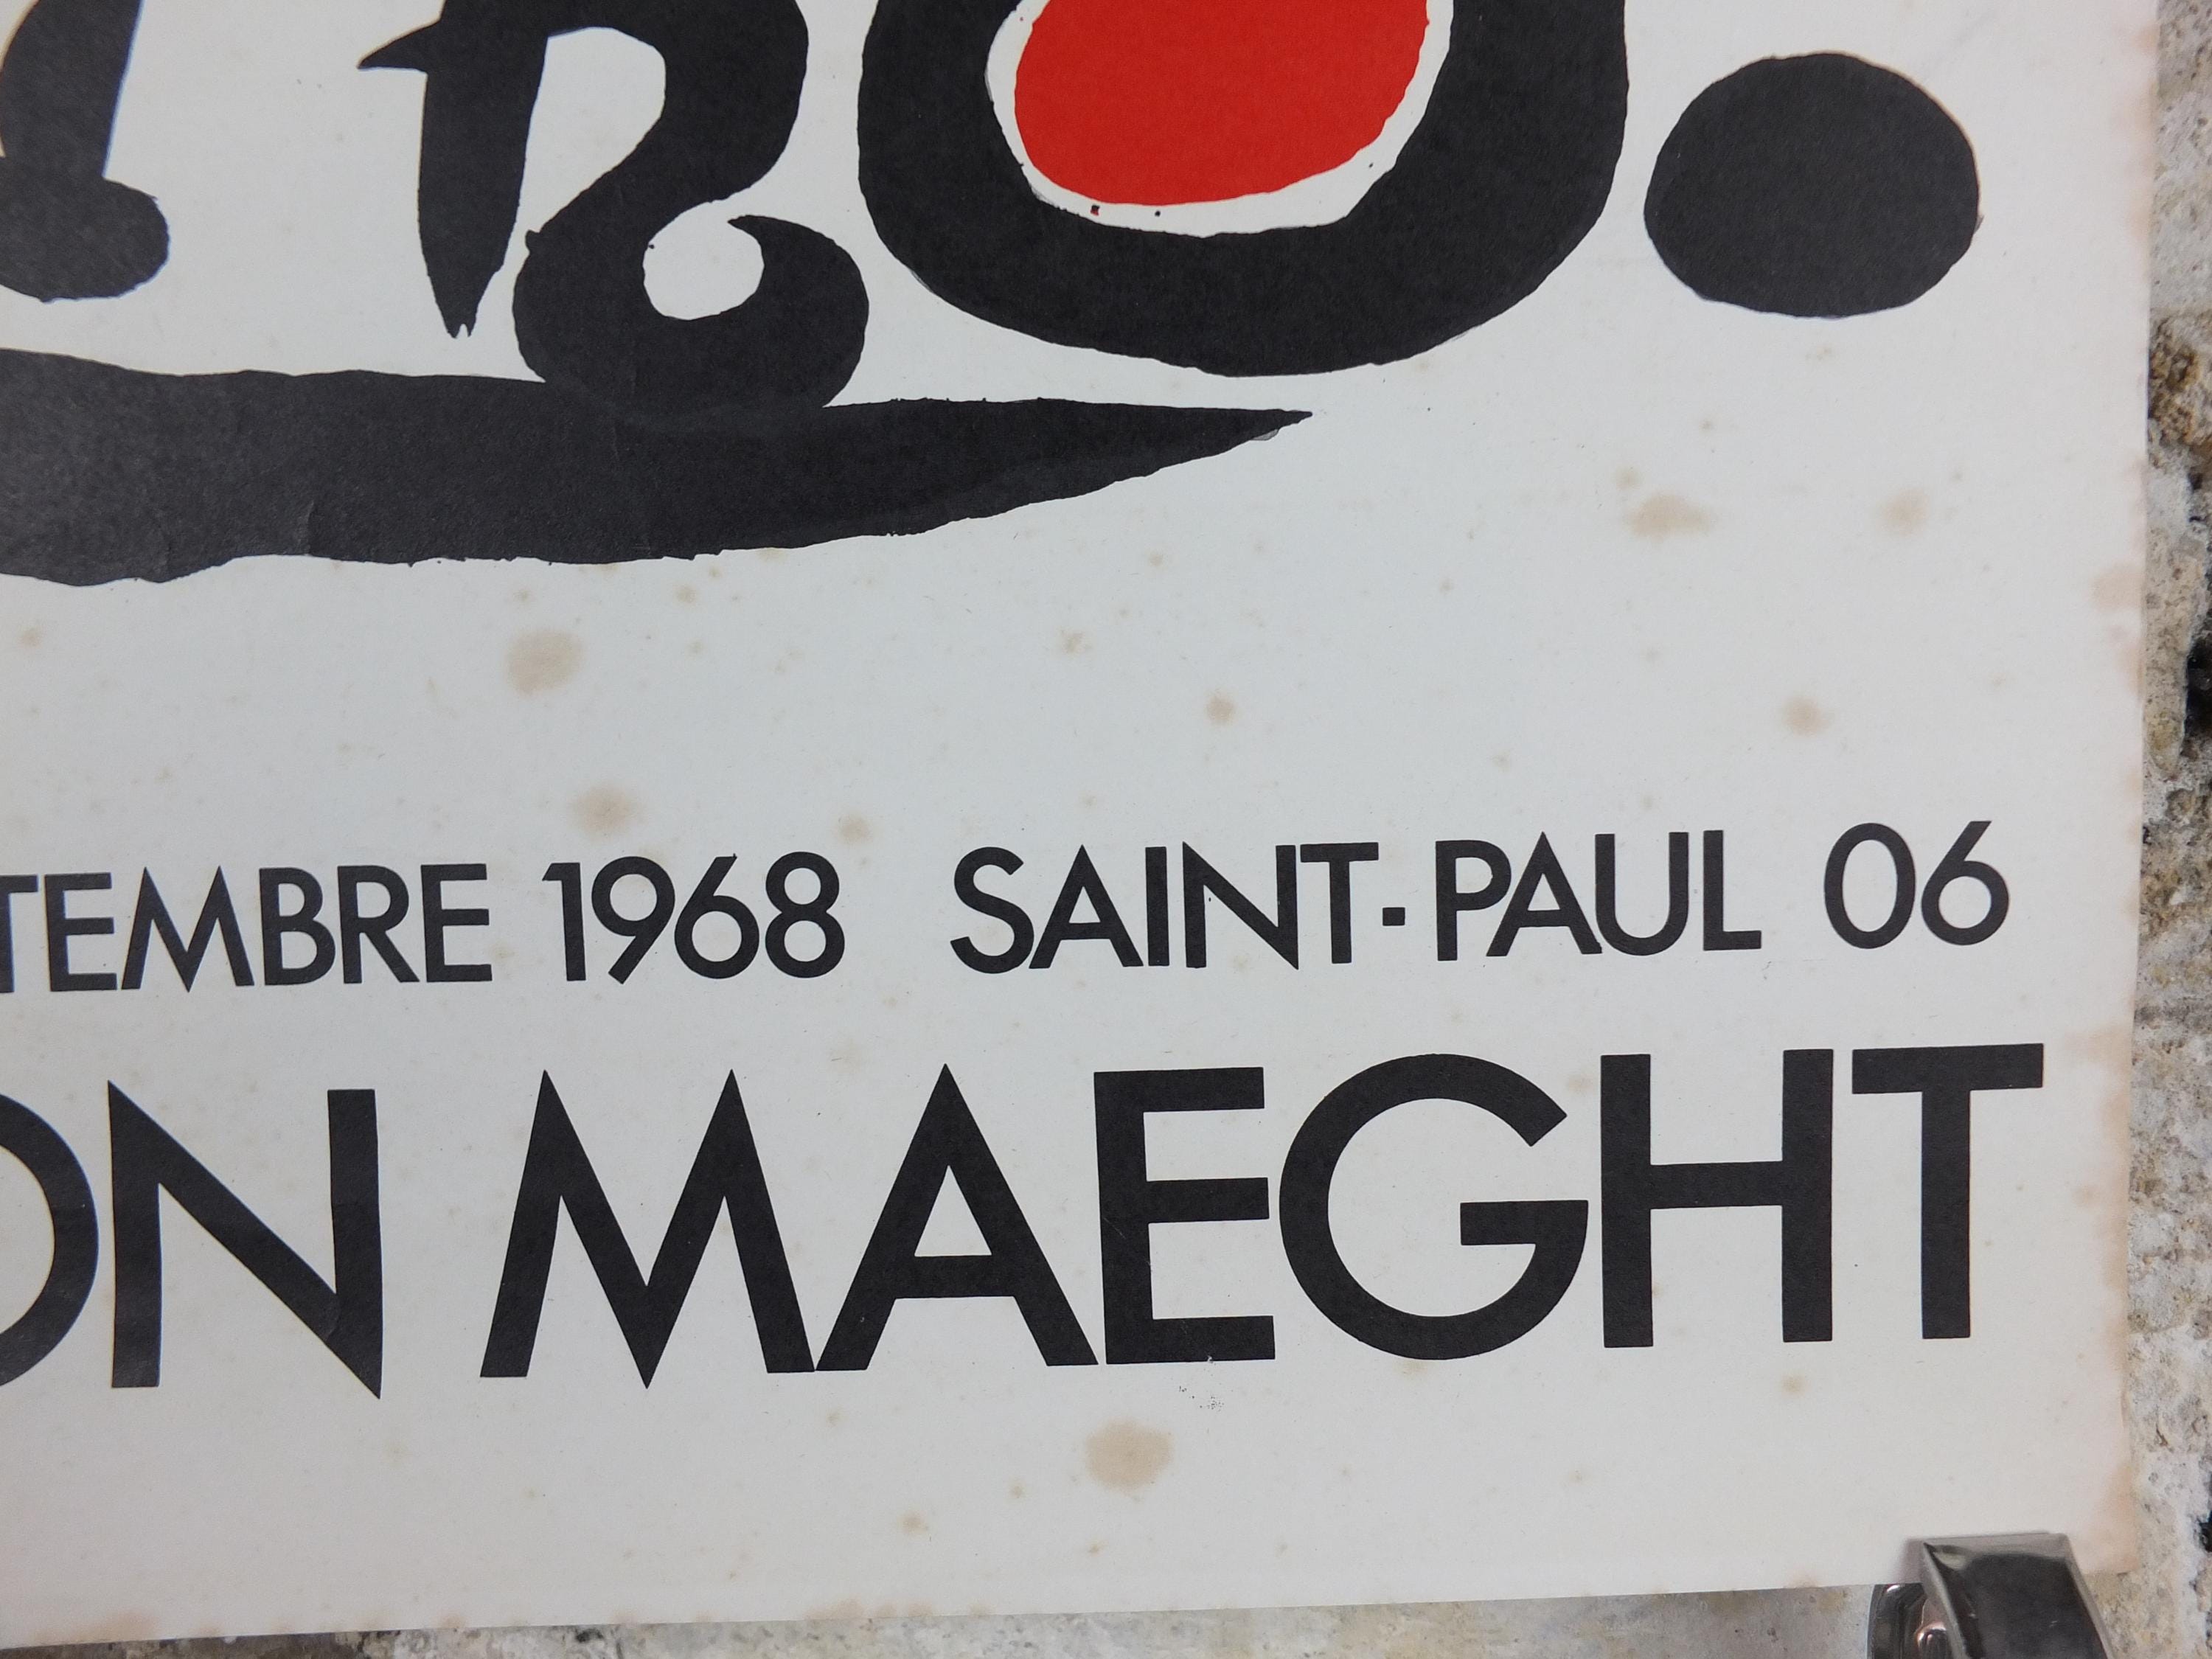 TEMBRE 1968 SAINT-PAUL 06
ON MAEGHT